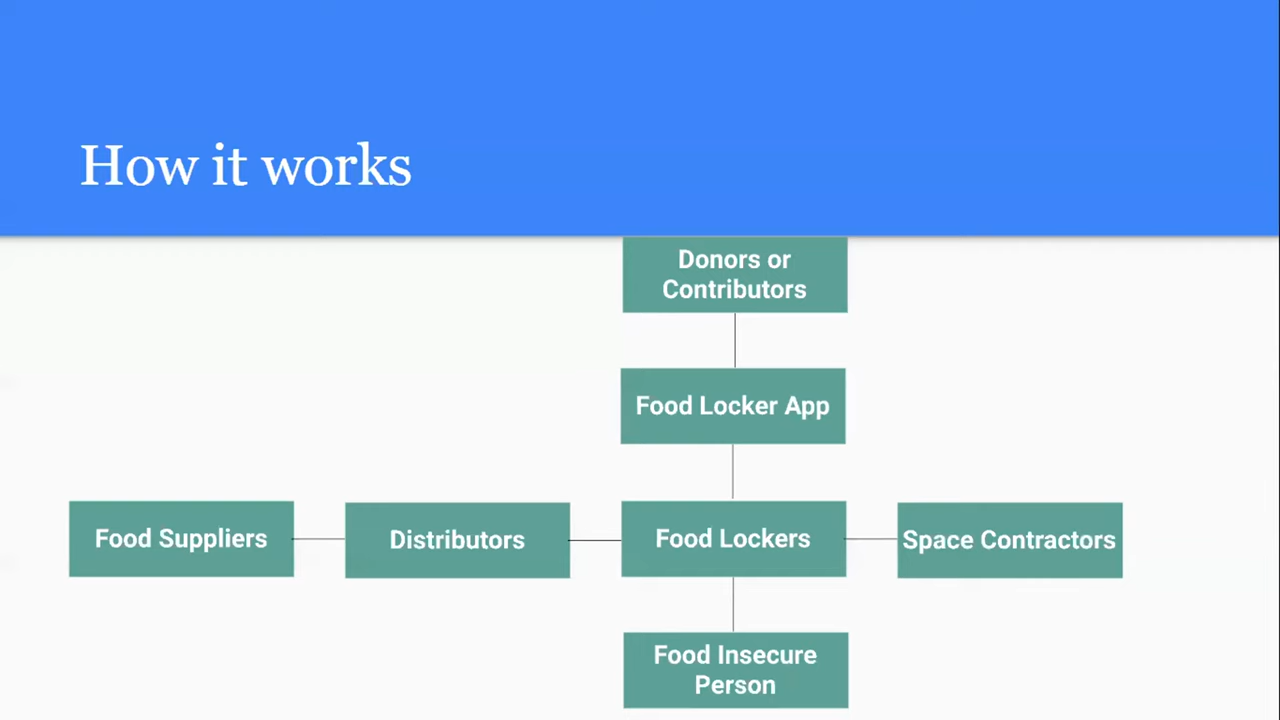 How it works
Donors or
Contributors
Food Locker App
Food Suppliers
Distributors
Food Lockers
Space Contractors
Food Insecure
Person